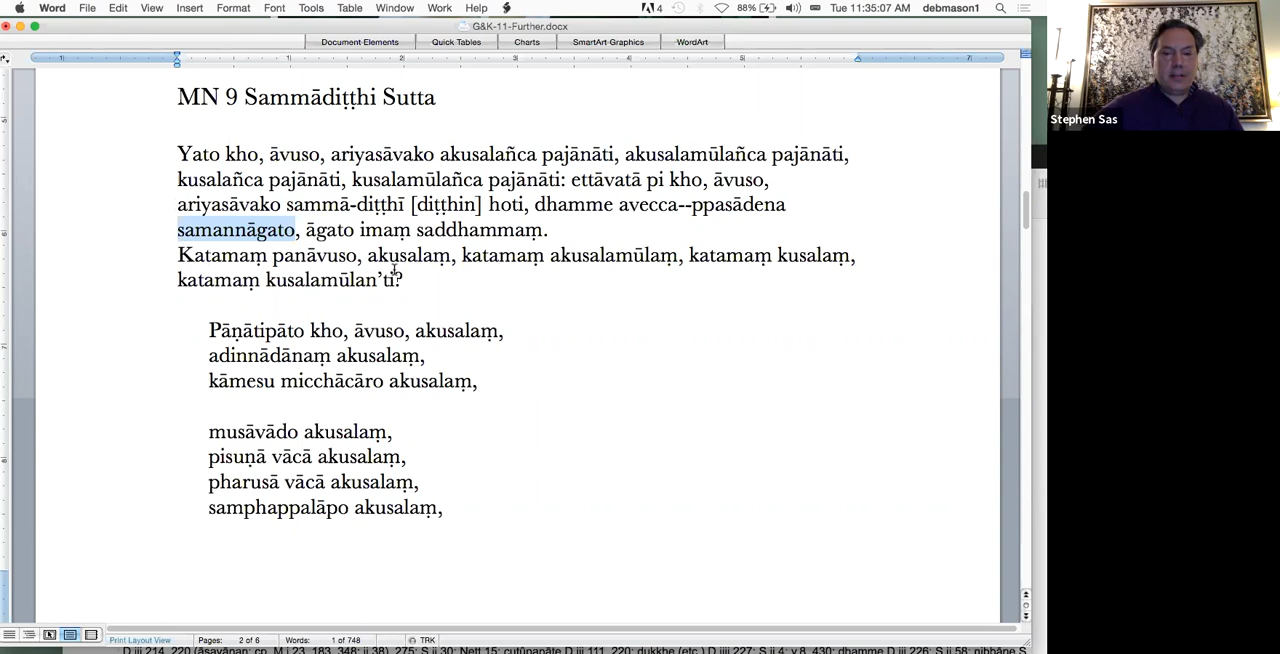 Word File Edit View Insert Format Font Tools Table Window Work Help 4 88% Tue 11:35:07 AM debmason1
G&K-11-Further.docx
Document Elements Quick Tables Charts SmartArt Graphics WordArt
MN 9 Sammādiṭṭhi Sutta
Yato kho, āvuso, ariyasāvako akusalañca pajānāti, akusalamūlañca pajānāti,
kusalañca pajānāti, kusalamūlañca pajānāti: ettāvatā pi kho, āvuso,
ariyasāvako sammā-diṭṭhī [diṭṭhin] hoti, dhamme avecca--ppasādena
samannāgato, āgato imaṃ saddhammaṃ.
Katamaṃ panāvuso, akusalaṃ, katamaṃ akusalamūlaṃ, katamaṃ kusalaṃ,
katamaṃ kusalamūlan’ti?
Pāṇātipāto kho, āvuso, akusalaṃ,
adinnādānaṃ akusalaṃ,
kāmesu micchācāro akusalaṃ,
musāvādo akusalaṃ,
pisuṇā vācā akusalaṃ,
pharusā vācā akusalaṃ,
samphappalāpo akusalaṃ,
Print Layout View Pages: 2 of 6 Words: 1 of 748 TRK
Stephen Sas